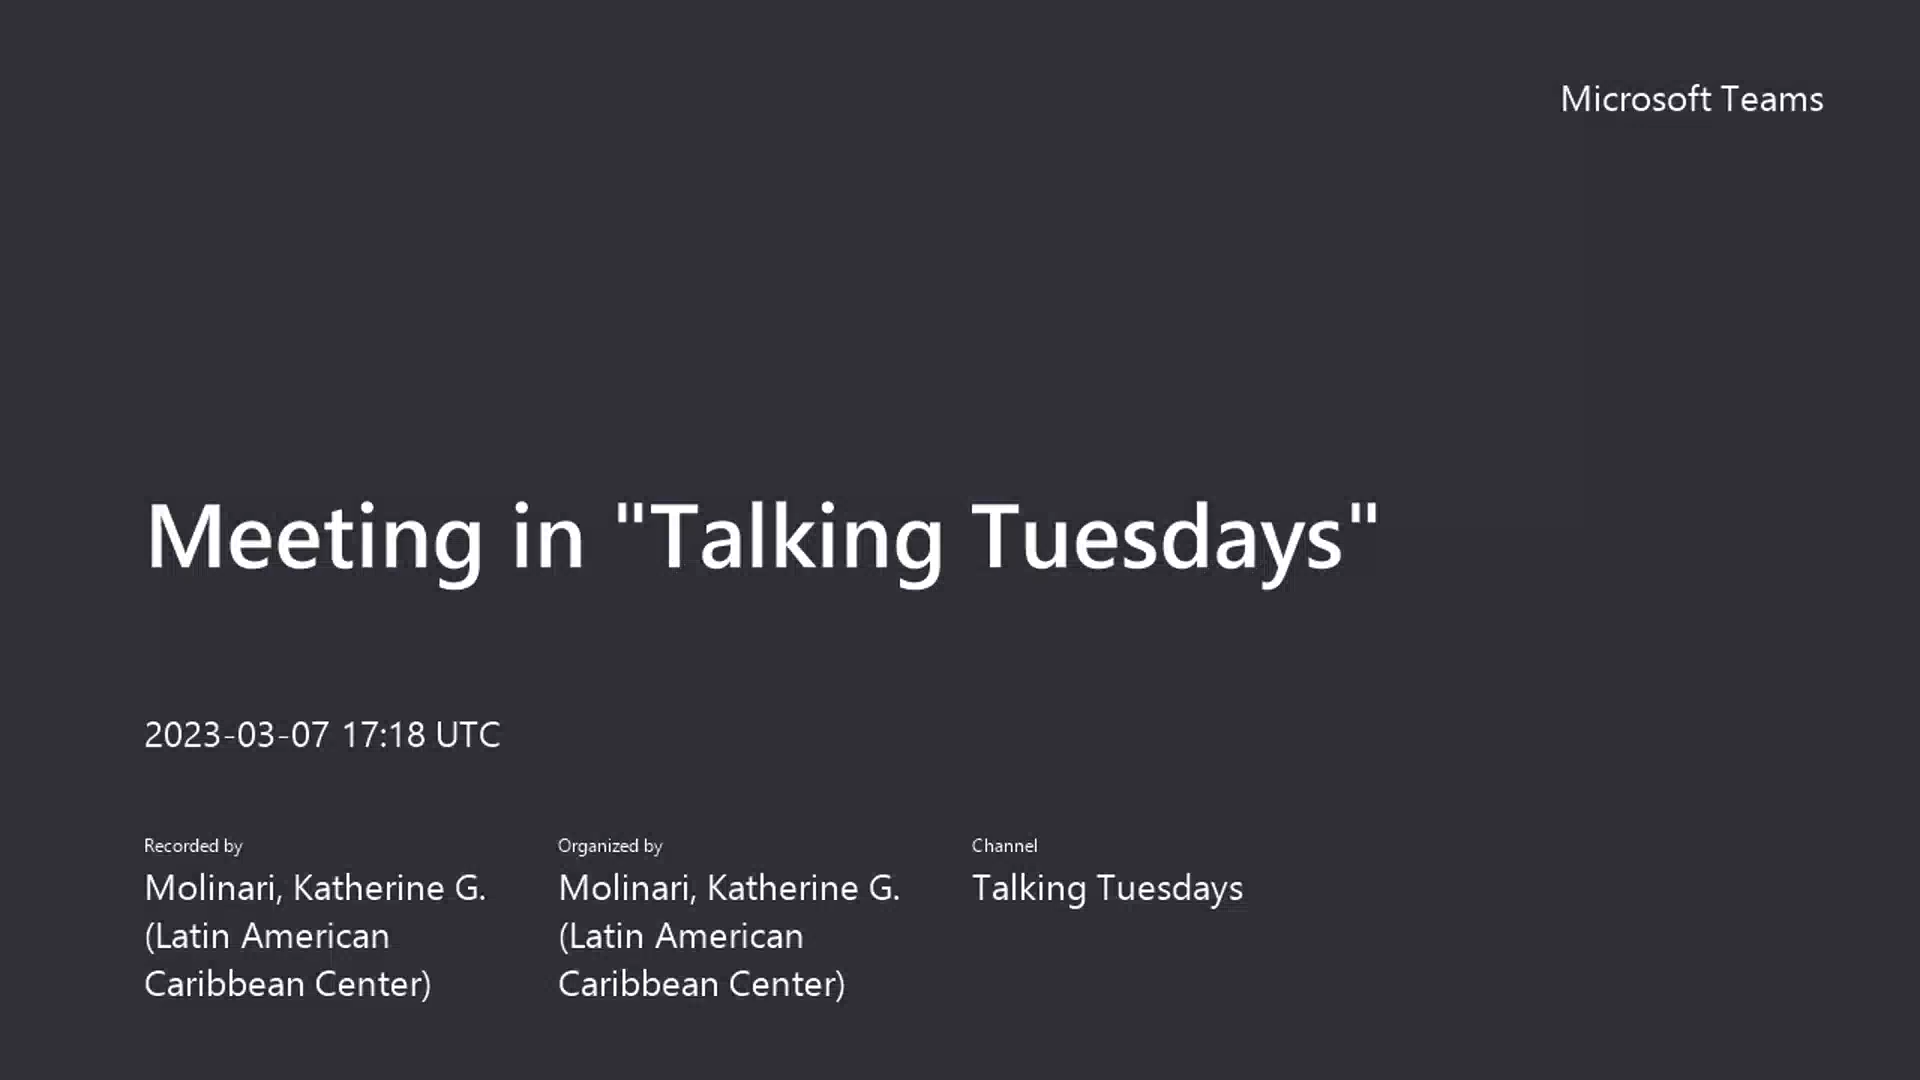 Microsoft Teams
Meeting in "Talking Tuesdays"
2023-03-07 17:18 UTC
Recorded by
Molinari, Katherine G.
(Latin American
Caribbean Center)
Organized by
Molinari, Katherine G.
(Latin American
Caribbean Center)
Channel
Talking Tuesdays